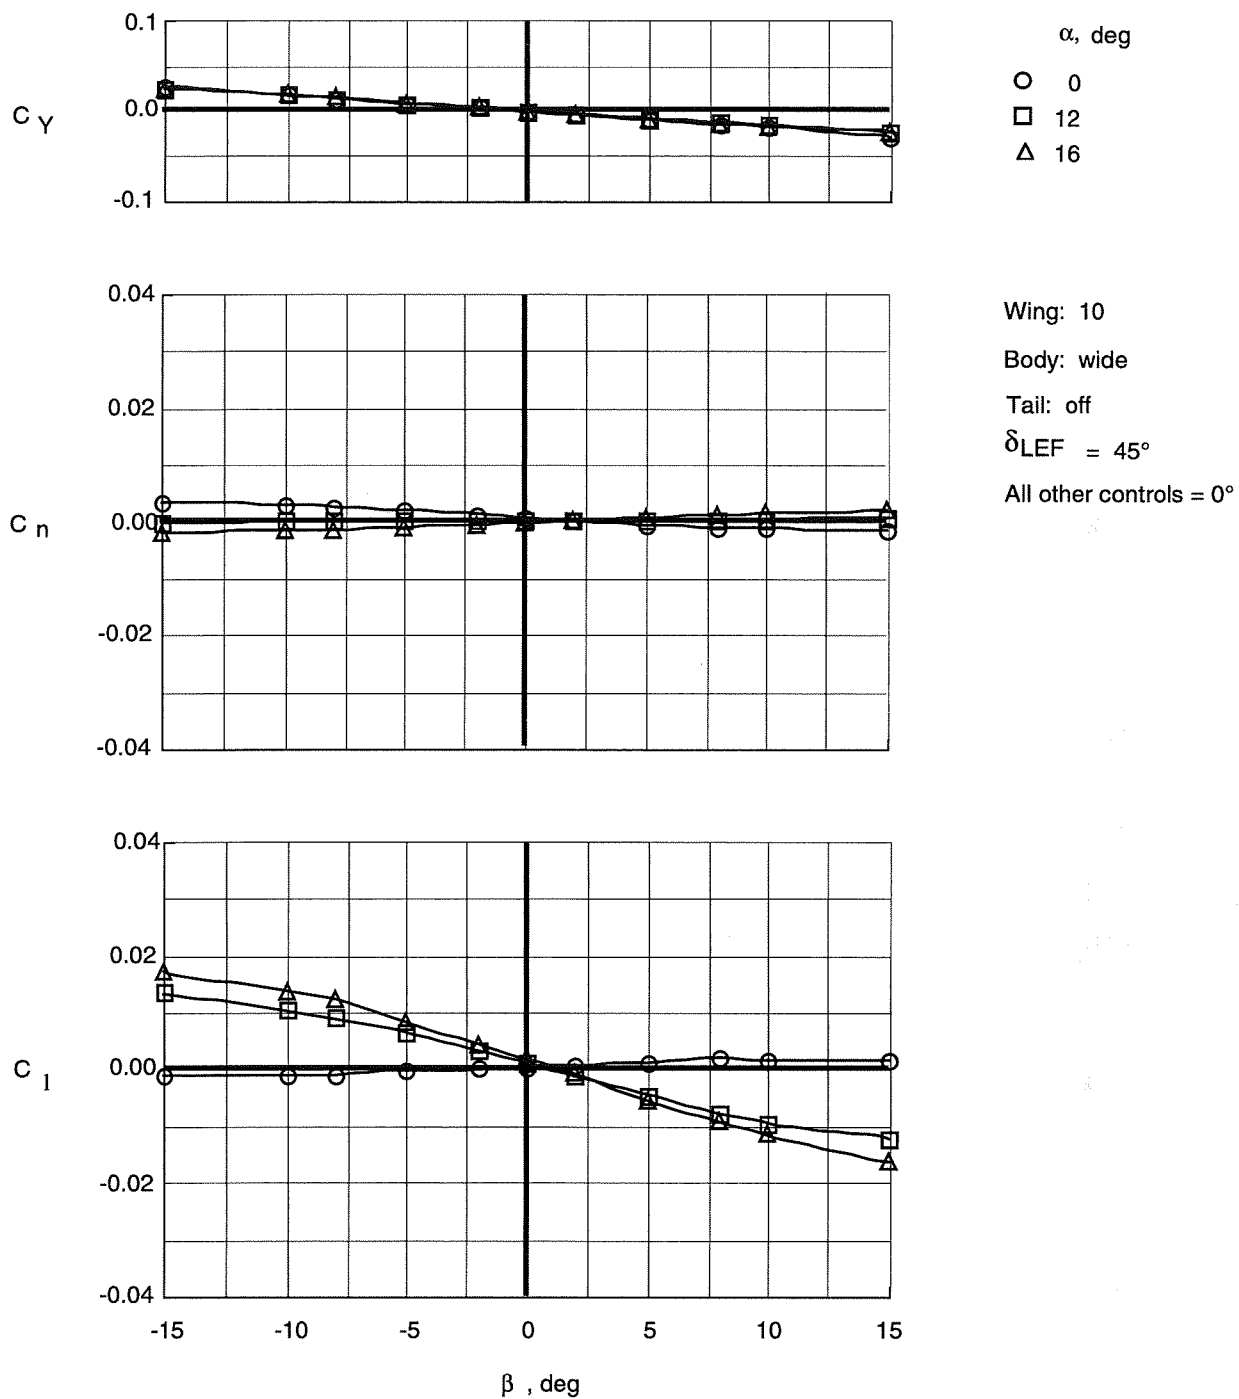 0.1
C Y
0.0
-0.1
α, deg
0
12
16
0.04
0.02
C n
0.00
-0.02
-0.04
Wing: 10
Body: wide
Tail: off
δLEF = 45°
All other controls = 0°
0.04
0.02
C l
0.00
-0.02
-0.04
-15 -10 -5 0 5 10 15
β , deg